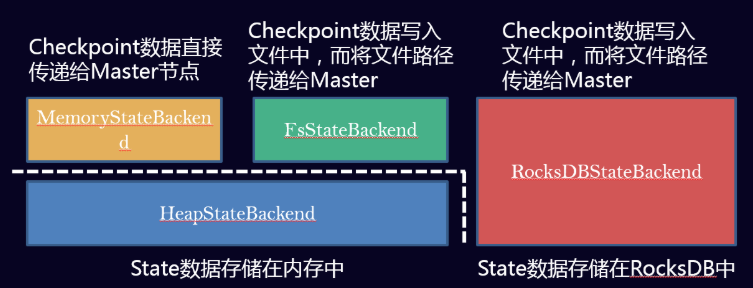 Checkpoint数据直接
传递给Master节点
Checkpoint数据写入
文件中，而将文件路径
传递给Master
Checkpoint数据写入
文件中，而将文件路径
传递给Master
MemoryStateBacken
d
FsStateBackend
RocksDBStateBackend
HeapStateBackend
State数据存储在内存中
State数据存储在RocksDB中